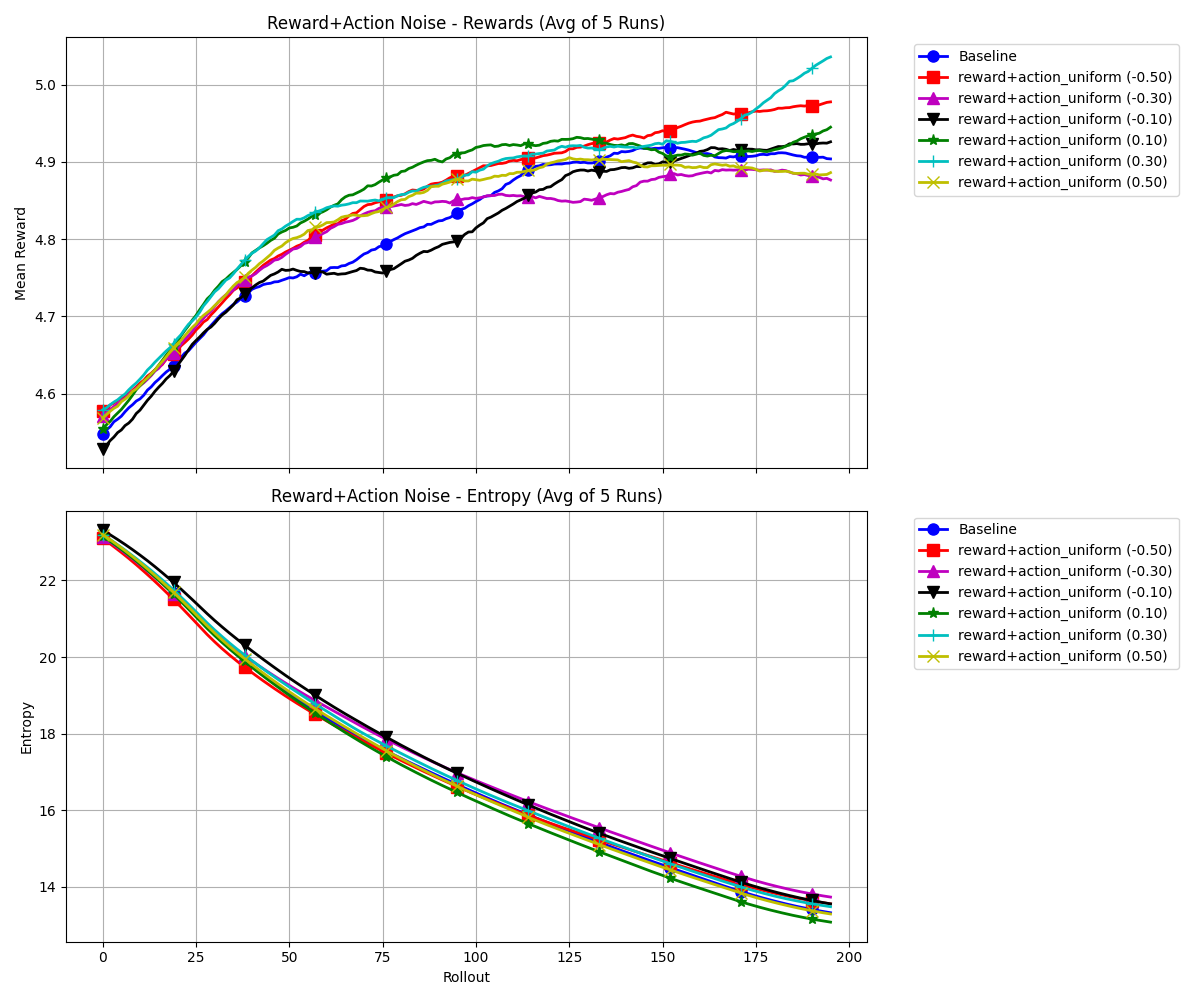 Reward+Action Noise - Rewards (Avg of 5 Runs)
Mean Reward
5.0
4.9
4.8
4.7
4.6
Baseline
reward+action_uniform (-0.50)
reward+action_uniform (-0.30)
reward+action_uniform (-0.10)
reward+action_uniform (0.10)
reward+action_uniform (0.30)
reward+action_uniform (0.50)
Reward+Action Noise - Entropy (Avg of 5 Runs)
Entropy
22
20
18
16
14
0 25 50 75 100 125 150 175 200
Rollout
Baseline
reward+action_uniform (-0.50)
reward+action_uniform (-0.30)
reward+action_uniform (-0.10)
reward+action_uniform (0.10)
reward+action_uniform (0.30)
reward+action_uniform (0.50)